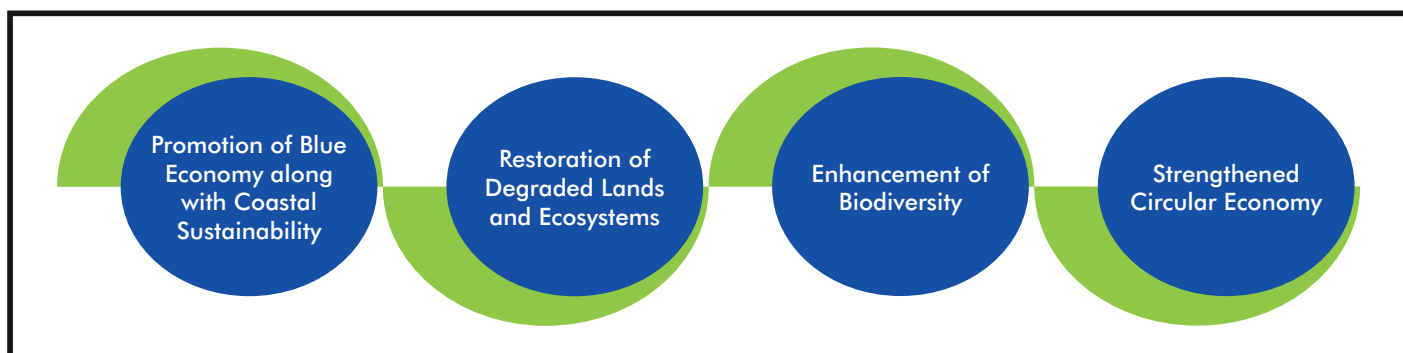 Promotion of Blue
Economy along
with Coastal
Sustainability
Restoration of
Degraded Lands
and Ecosystems
Enhancement of
Biodiversity
Strengthened
Circular Economy